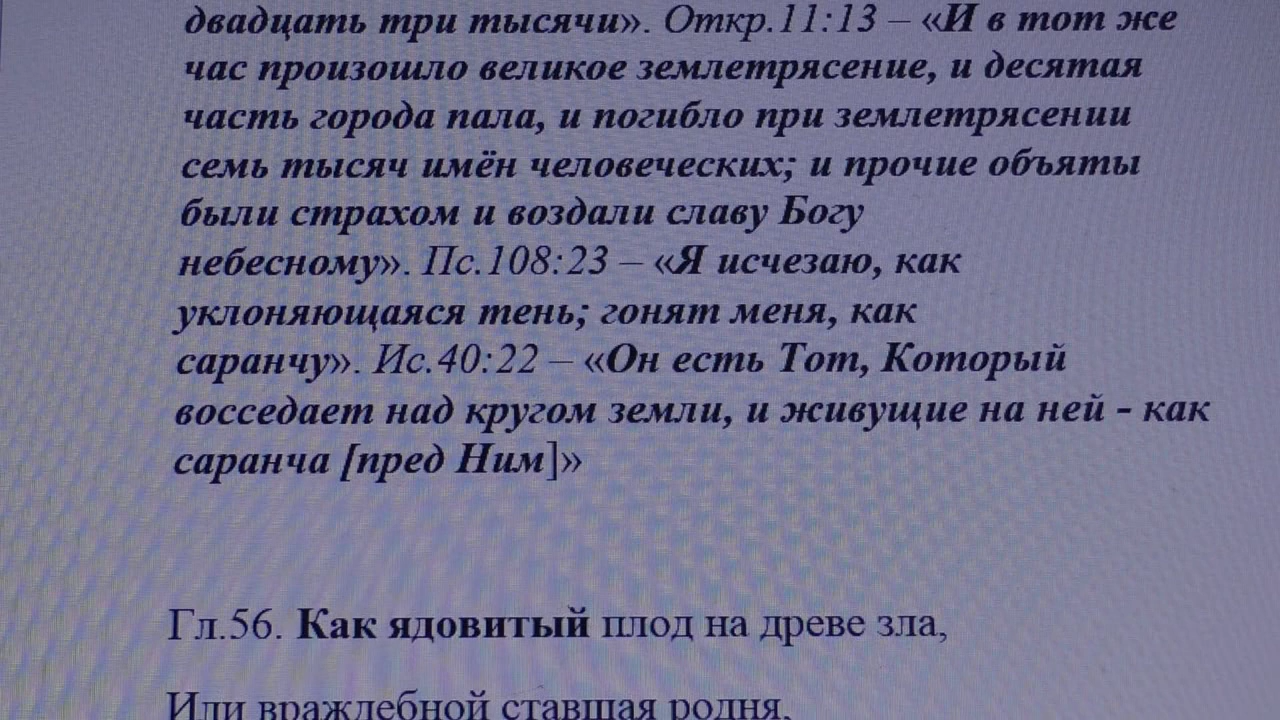 двадцать три тысячи». Откр.11:13 – «И в тот же
час произошло великое землетрясение, и десятая
часть города пала, и погибло при землетрясении
семь тысяч имён человеческих; и прочие объяты
были страхом и воздали славу Богу
небесному». Пс.108:23 – «Я исчезаю, как
уклоняющаяся тень; гонят меня, как
саранчу». Ис.40:22 – «Он есть Тот, Который
восседает над кругом земли, и живущие на ней - как
саранча [пред Ним]»
Гл.56. Как ядовитый плод на древе зла,
Или враждебной ставшая родня,